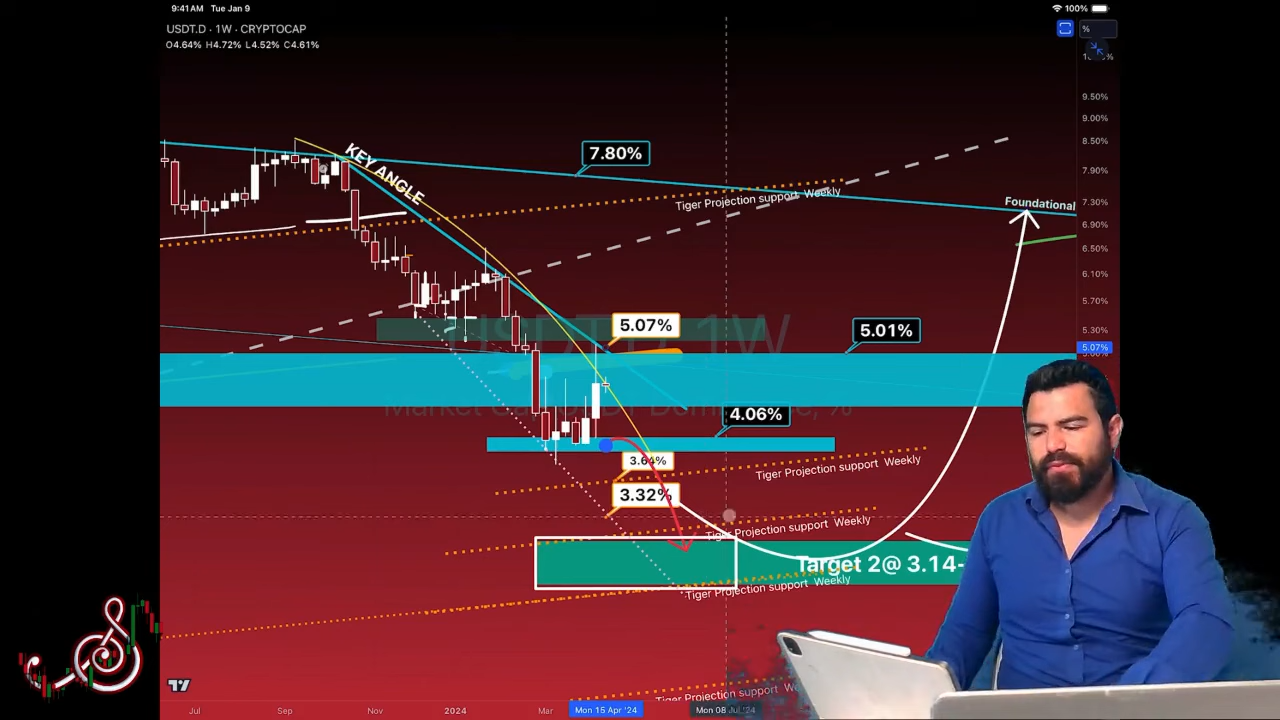 9:41AM Tue Jan 9
100%
USDT.D · 1W · CRYPTOCAP
O4.64% H4.72% L4.52% C4.61%
%
9.50%
9.00%
8.50%
7.90%
7.30%
6.90%
6.50%
6.10%
5.70%
5.30%
5.07%
KEY ANGLE
7.80%
Tiger Projection support Weekly
Foundational
5.07%
5.01%
USDT.D 1W
4.06%
3.64%
Tiger Projection support Weekly
3.32%
Tiger Projection support Weekly
Target 2@ 3.14-
Tiger Projection support Weekly
Tiger Projection support
Jul
Sep
Nov
2024
Mar
Mon 15 Apr '24
Mon 08 Jul '24